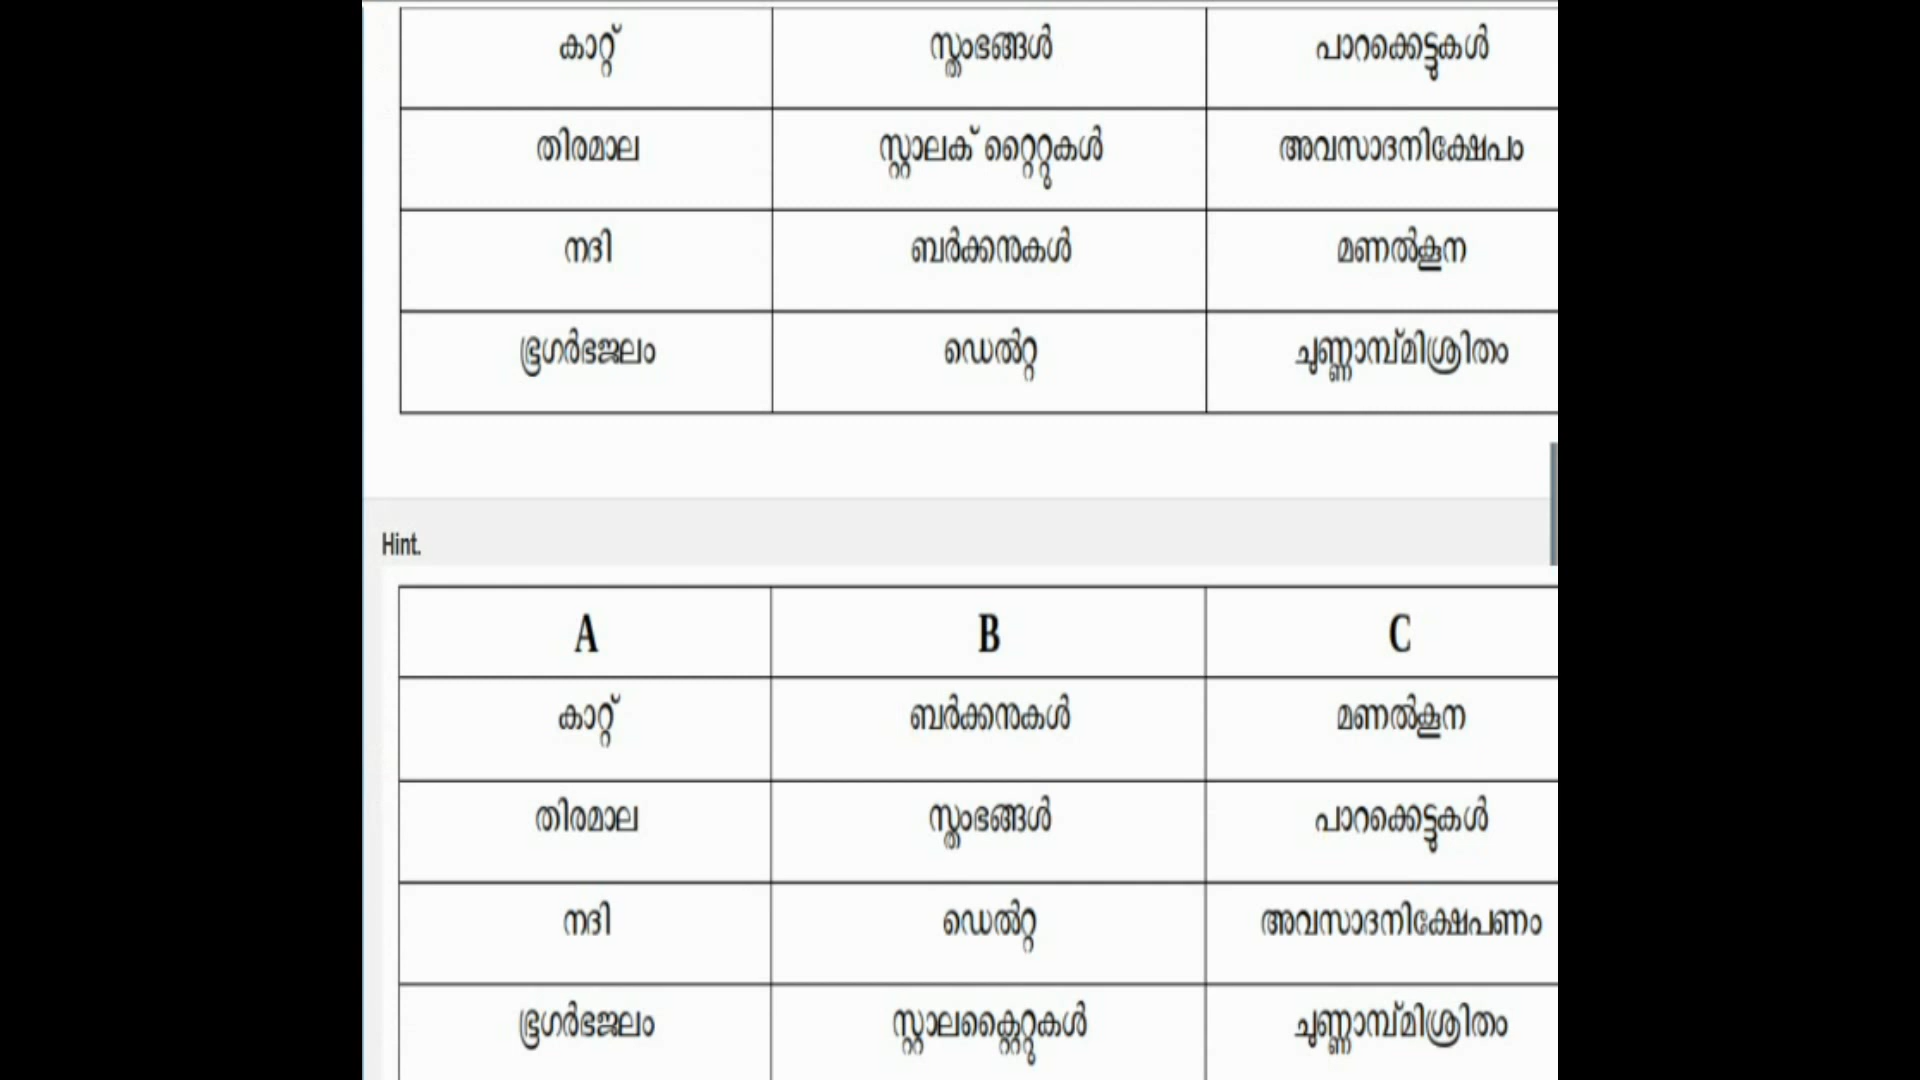 കാറ്റ് സ്തംഭങ്ങൾ പാറക്കെട്ടുകൾ
തിരമാല സ്റ്റാലക് റ്റൈറ്റുകൾ അവസാദനിക്ഷേപം
നദി ബർക്കനുകൾ മണൽകൂന
ഭൂഗർഭജലം ഡെൽറ്റ ചുണ്ണാമ്പ്മിശ്രിതം
Hint.
A B C
കാറ്റ് ബർക്കനുകൾ മണൽകൂന
തിരമാല സ്തംഭങ്ങൾ പാറക്കെട്ടുകൾ
നദി ഡെൽറ്റ അവസാദനിക്ഷേപണം
ഭൂഗർഭജലം സ്റ്റാലക്റ്റൈറ്റുകൾ ചുണ്ണാമ്പ്മിശ്രിതം